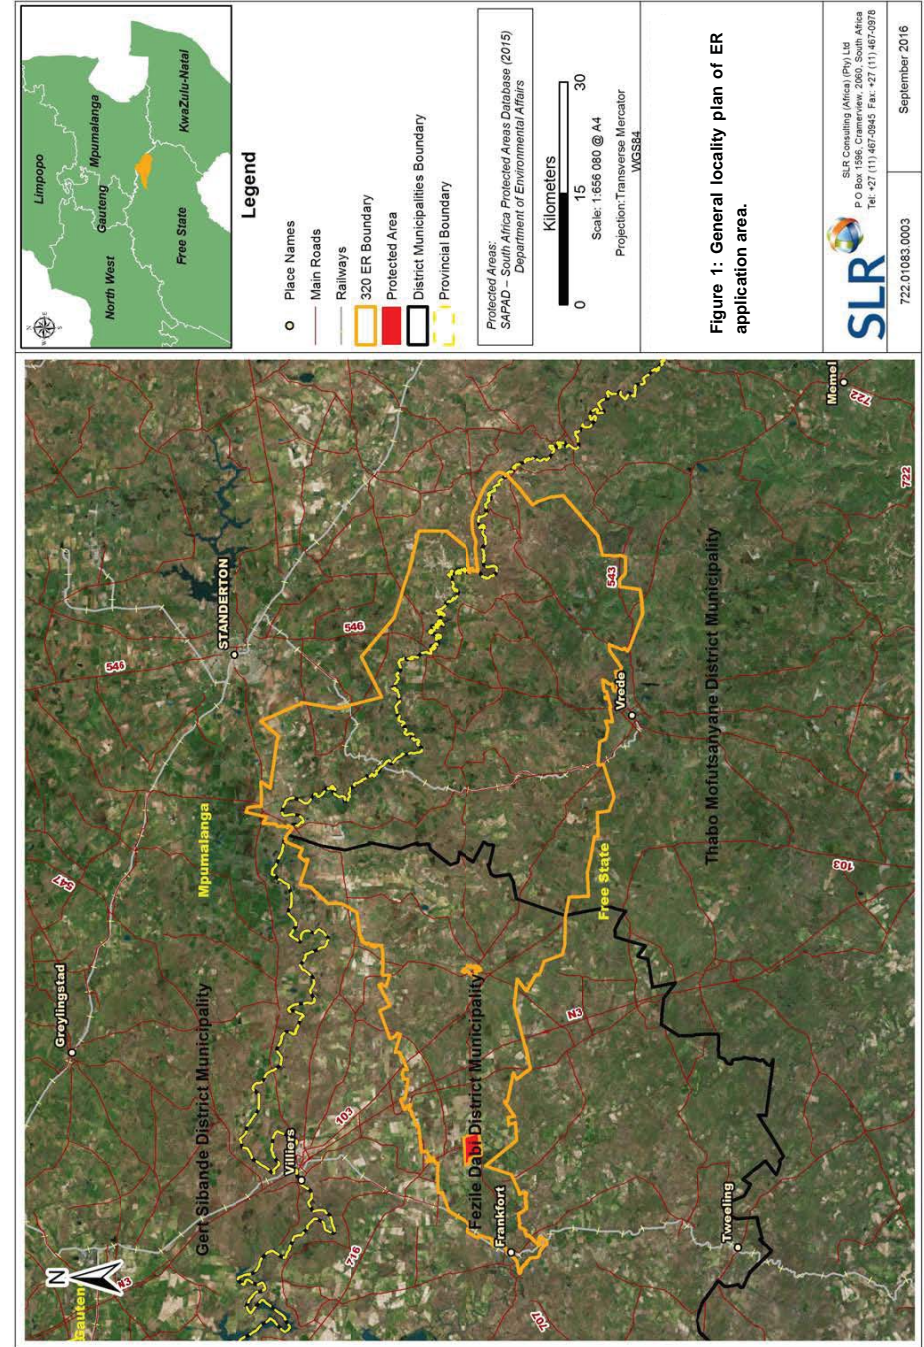 Limpopo
Mpumalanga
Gauteng
North West
Free State
KwaZulu-Natal
N
S
W
E
Legend
Place Names
Main Roads
Railways
320 ER Boundary
Protected Area
District Municipalities Boundary
Provincial Boundary
Protected Areas:
SAPAD – South Africa Protected Areas Database (2015)
Department of Environmental Affairs
Kilometers
0
15
30
Scale: 1:656 080 @ A4
Projection:Transverse Mercator
WGS84
Figure 1: General locality plan of ER
application area.
SLR
SLR Consulting (Africa) (Pty) Ltd
P O Box 1596, Cramerview, 2060, South Africa
Tel: +27 (11) 467-0945 Fax: +27 (11) 467-0978
722.01083.0003
September 2016
N
Gauten
N3
Greylingstad
547
546
STANDERTON
546
Mpumalanga
Gert Sibande District Municipality
Villiers
103
716
Fezile Dabi District Municipality
Frankfort
707
N3
Free State
543
Vrede
Thabo Mofutsanyane District Municipality
103
Tweeling
Memel
722
722